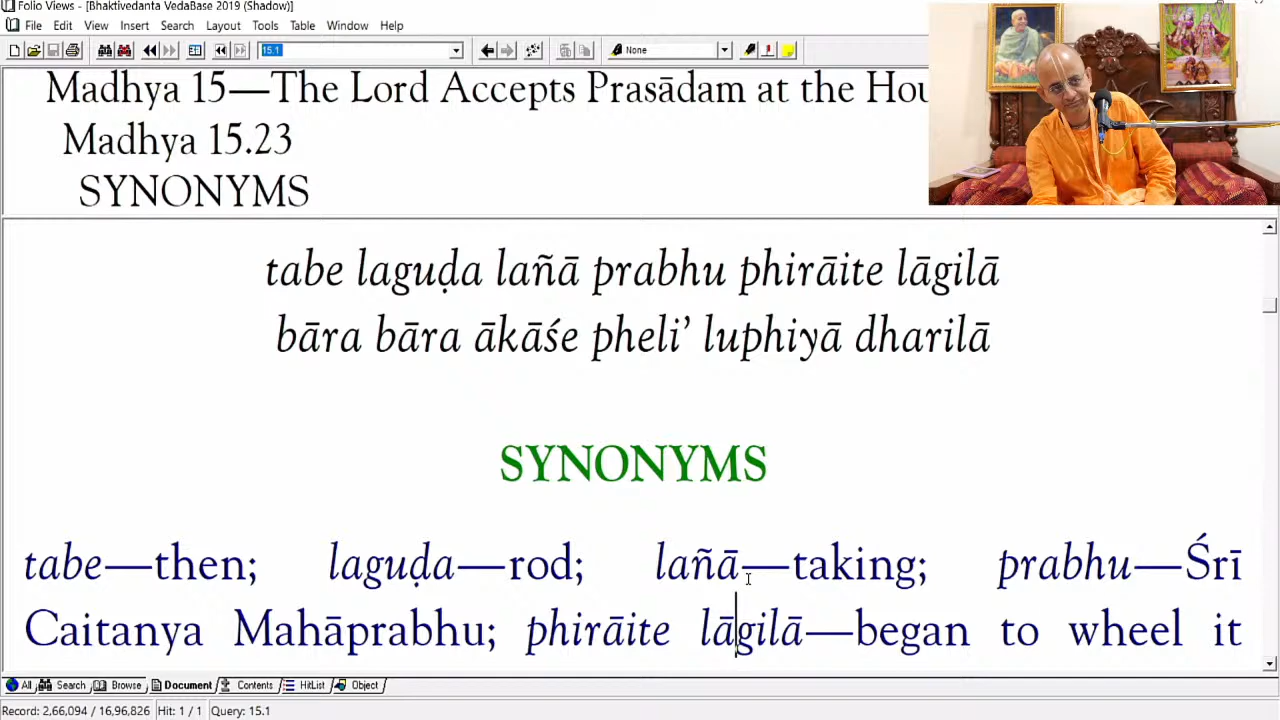 Folio Views - [Bhaktivedanta VedaBase 2019 (Shadow)]
File Edit View Insert Search Layout Tools Table Window Help
15.1 None
Madhya 15—The Lord Accepts Prasādam at the Hou
Madhya 15.23
SYNONYMS
tabe laguḍa lañā prabhu phirāite lāgilā
bāra bāra ākāśe pheli’ luphiyā dharilā
SYNONYMS
tabe—then; laguḍa—rod; lañā—taking; prabhu—Śrī
Caitanya Mahāprabhu; phirāite lāgilā—began to wheel it
All Search Browse Document Contents HitList Object
Record: 2,66,094 / 16,96,826 Hit: 1 / 1 Query: 15.1